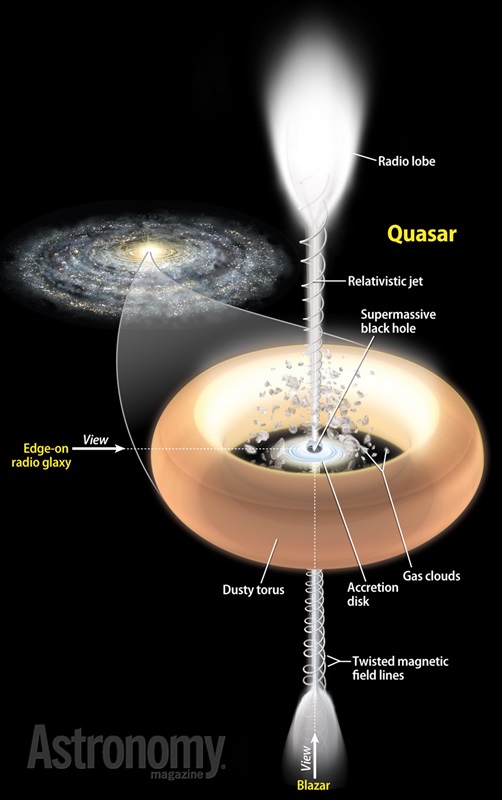 Radio lobe
Quasar
Relativistic jet
Supermassive
black hole
View
Edge-on
radio glaxy
Gas clouds
Accretion
disk
Dusty torus
Twisted magnetic
field lines
Astronomy
magazine
View
Blazar